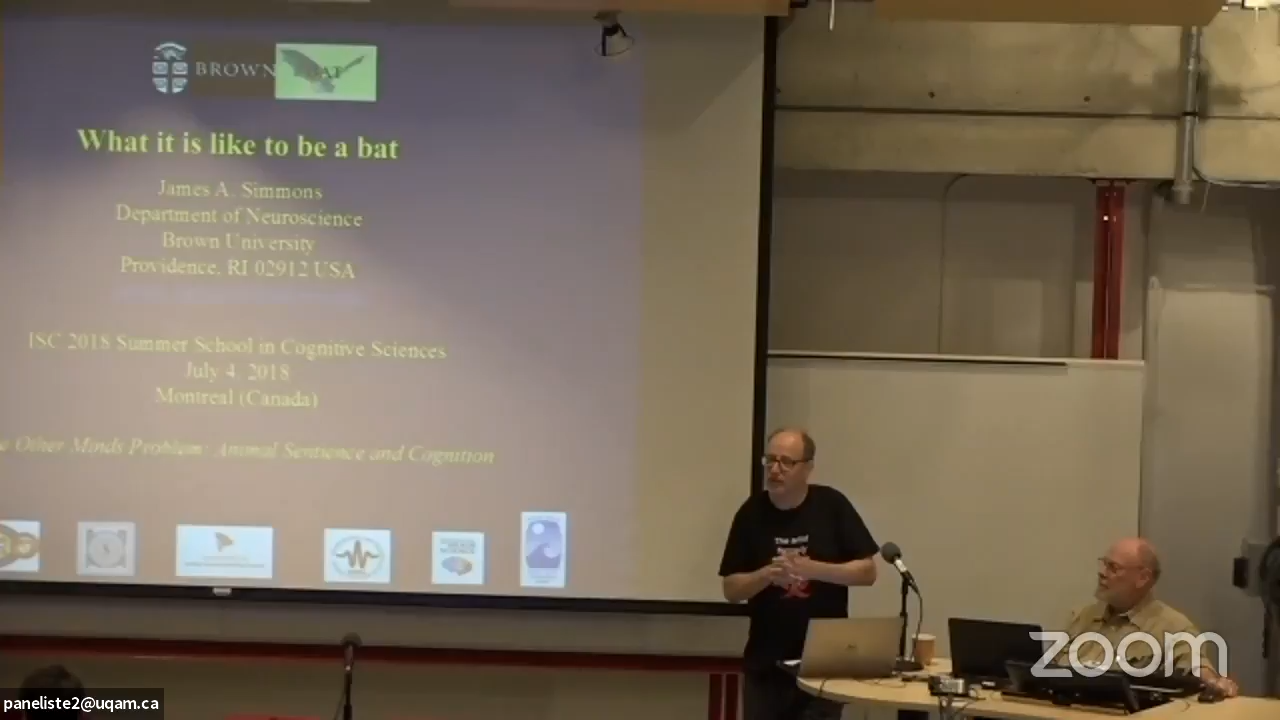 BROWN
BAT
What it is like to be a bat
James A. Simmons
Department of Neuroscience
Brown University
Providence, RI 02912 USA
ISC 2018 Summer School in Cognitive Sciences
July 4, 2018
Montreal (Canada)
Other Minds Problem: Animal Sentience and Cognition
zoom
paneliste2@uqam.ca